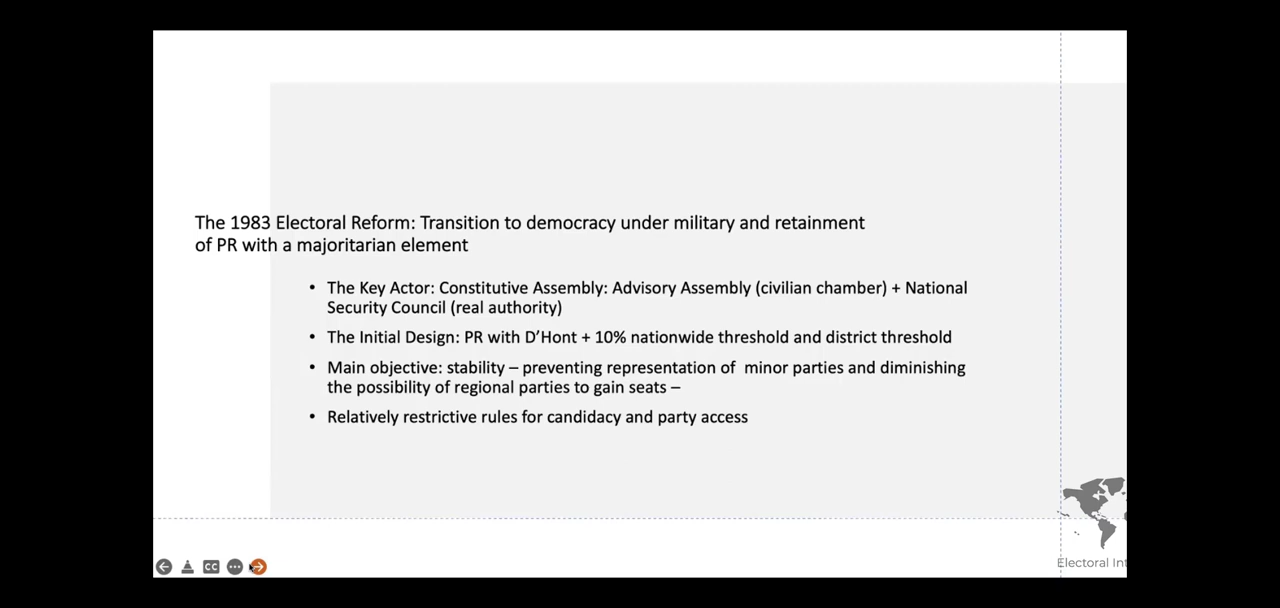 The 1983 Electoral Reform: Transition to democracy under military and retainment
of PR with a majoritarian element
• The Key Actor: Constitutive Assembly: Advisory Assembly (civilian chamber) + National
Security Council (real authority)
• The Initial Design: PR with D’Hont + 10% nationwide threshold and district threshold
• Main objective: stability – preventing representation of minor parties and diminishing
the possibility of regional parties to gain seats –
• Relatively restrictive rules for candidacy and party access
CC
Electoral Int